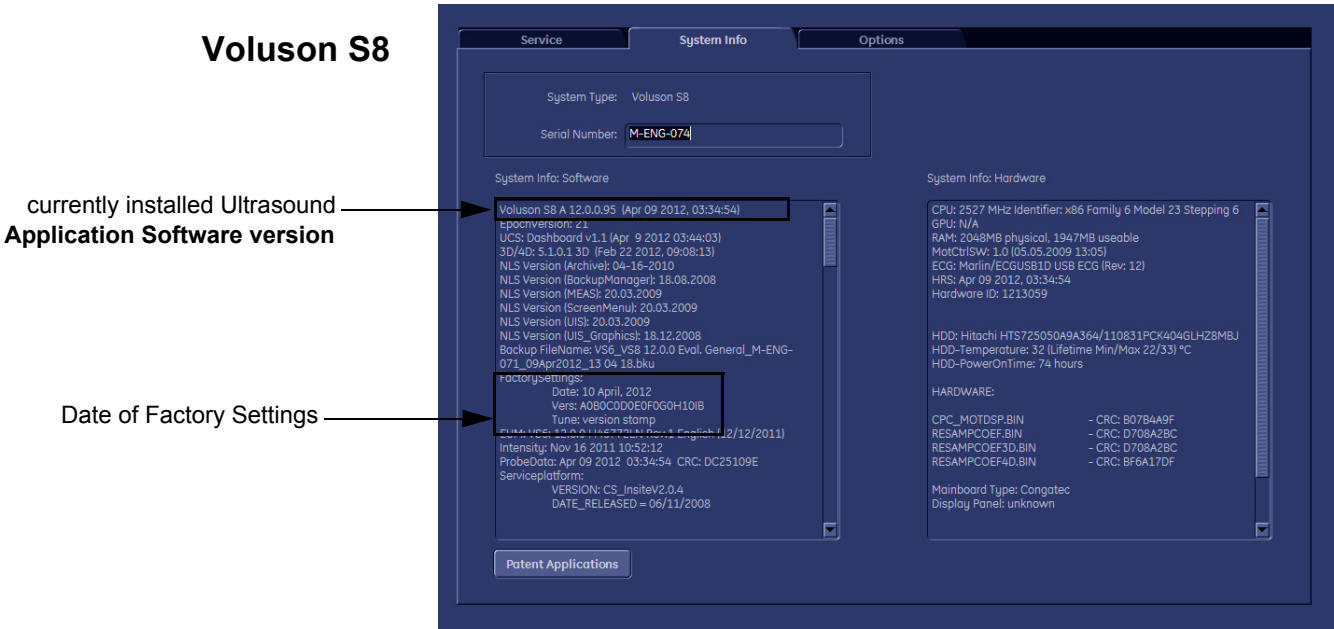 Voluson S8
Service
System Info
Options
System Type: Voluson S8
Serial Number: M-ENG-074
currently installed Ultrasound
Application Software version
Date of Factory Settings
System Info: Software
Voluson S8 A 12.0.0.95 (Apr 09 2012, 03:34:54)
EpochVersion: 21
UCS: Dashboard v1.1 (Apr 9 2012 03:44:03)
3D/4D: 5.1.0.1 3D (Feb 22 2012, 09:08:13)
NLS Version (Archive): 04-16-2010
NLS Version (BackupManager): 18.08.2008
NLS Version (MEAS): 20.03.2009
NLS Version (ScreenMenu): 20.03.2009
NLS Version (UIS): 20.03.2009
NLS Version (UIS_Graphics): 18.12.2008
Backup FileName: VS6_VS8 12.0.0 Eval. General_M-ENG-
071_09Apr2012_13 04 18.bku
FactorySettings:
Date: 10 April, 2012
Vers: A0B0C0D0E0F0G0H10IB
Tune: version stamp
EUM: VS6: 12.0.0 H46772LN Rev.1 English (12/12/2011)
Intensity: Nov 16 2011 10:52:12
ProbeData: Apr 09 2012 03:34:54 CRC: DC25109E
Serviceplatform:
VERSION: CS_InsiteV2.0.4
DATE_RELEASED = 06/11/2008
System Info: Hardware
CPU: 2527 MHz Identifier: x86 Family 6 Model 23 Stepping 6
GPU: N/A
RAM: 2048MB physical, 1947MB useable
MotCtrlSW: 1.0 (05.05.2009 13:05)
ECG: Marlin/ECGUSB1D USB ECG (Rev: 12)
HRS: Apr 09 2012, 03:34:54
Hardware ID: 1213059
HDD: Hitachi HTS725050A9A364/110831PCK404GLHZ8MBJ
HDD-Temperature: 32 (Lifetime Min/Max 22/33) °C
HDD-PowerOnTime: 74 hours
HARDWARE:
CPC_MOTDSP.BIN - CRC: B07B4A9F
RESAMPCOEF.BIN - CRC: D708A2BC
RESAMPCOEF3D.BIN - CRC: D708A2BC
RESAMPCOEF4D.BIN - CRC: BF6A17DF
Mainboard Type: Congatec
Display Panel: unknown
Patent Applications